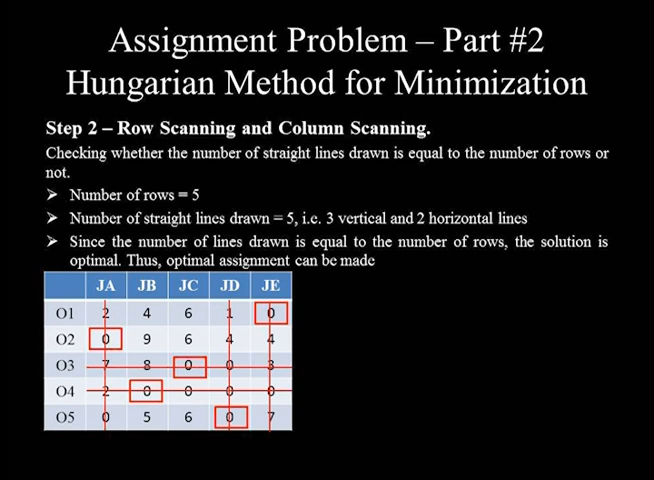 Assignment Problem – Part #2
Hungarian Method for Minimization
Step 2 – Row Scanning and Column Scanning.
Checking whether the number of straight lines drawn is equal to the number of rows or
not.
➢ Number of rows = 5
➢ Number of straight lines drawn = 5, i.e. 3 vertical and 2 horizontal lines
➢ Since the number of lines drawn is equal to the number of rows, the solution is
optimal. Thus, optimal assignment can be made
JA JB JC JD JE
O1 2 4 6 1 0
O2 0 9 6 4 4
O3 7 8 0 0 3
O4 2 0 0 0 0
O5 0 5 6 0 7